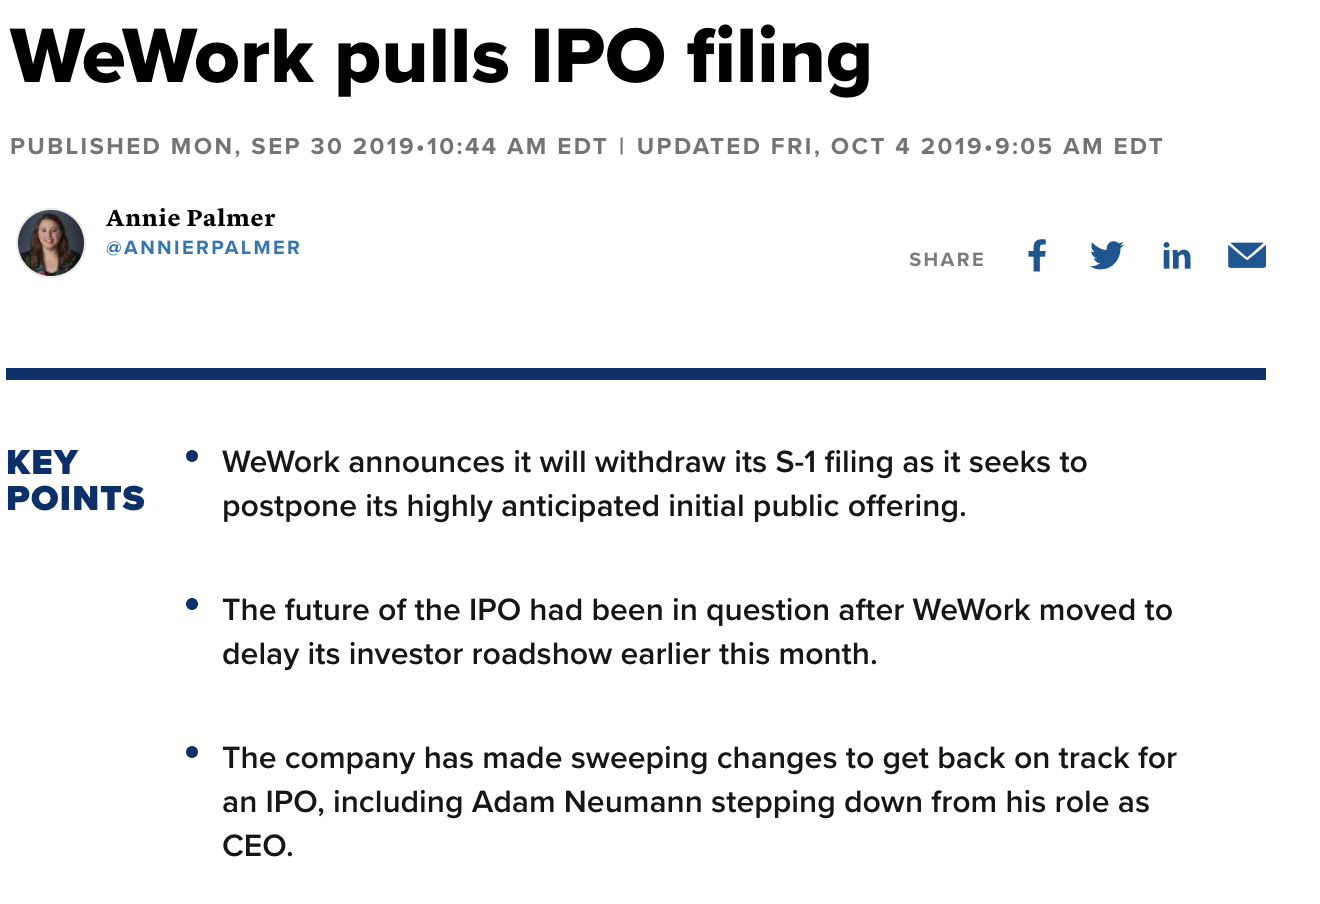 WeWork pulls IPO filing
PUBLISHED MON, SEP 30 2019•10:44 AM EDT | UPDATED FRI, OCT 4 2019•9:05 AM EDT
Annie Palmer
@ANNIERPALMER
SHARE
KEY
POINTS
• WeWork announces it will withdraw its S-1 filing as it seeks to
postpone its highly anticipated initial public offering.
• The future of the IPO had been in question after WeWork moved to
delay its investor roadshow earlier this month.
• The company has made sweeping changes to get back on track for
an IPO, including Adam Neumann stepping down from his role as
CEO.